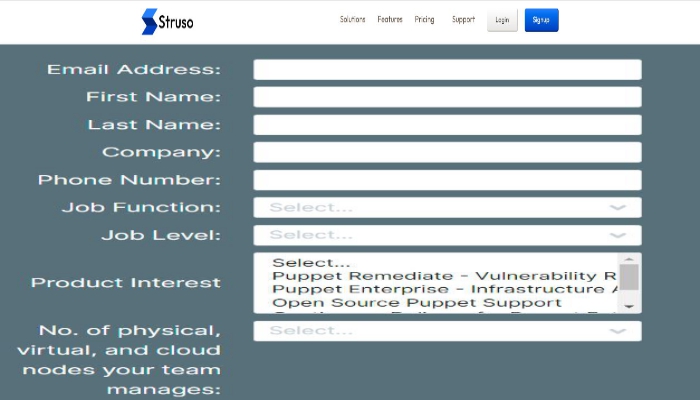 Struso
Solutions Features Pricing Support Login Signup
Email Address:
First Name:
Last Name:
Company:
Phone Number:
Job Function: Select...
Job Level: Select...
Select...
Puppet Remediate - Vulnerability R
Product Interest
Puppet Enterprise - Infrastructure
Open Source Puppet Support
No. of physical, Select...
virtual, and cloud
nodes your team
manages: